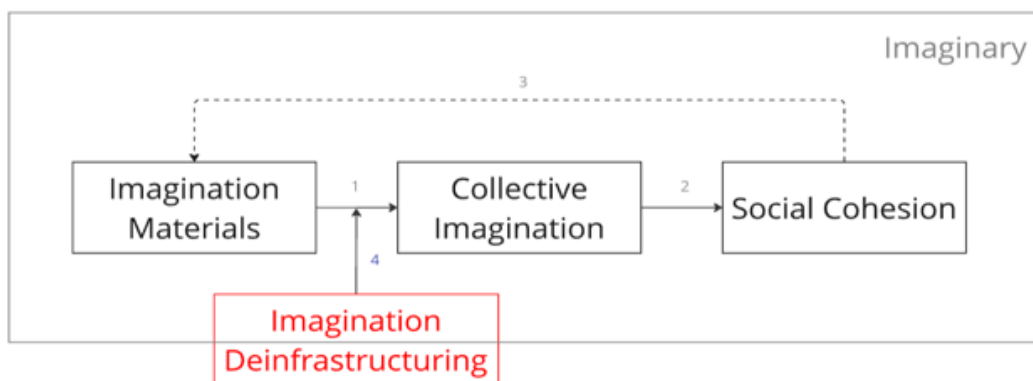 Imaginary
3
Imagination
Materials
1
Collective
Imagination
2
Social Cohesion
4
Imagination
Deinfrastructuring